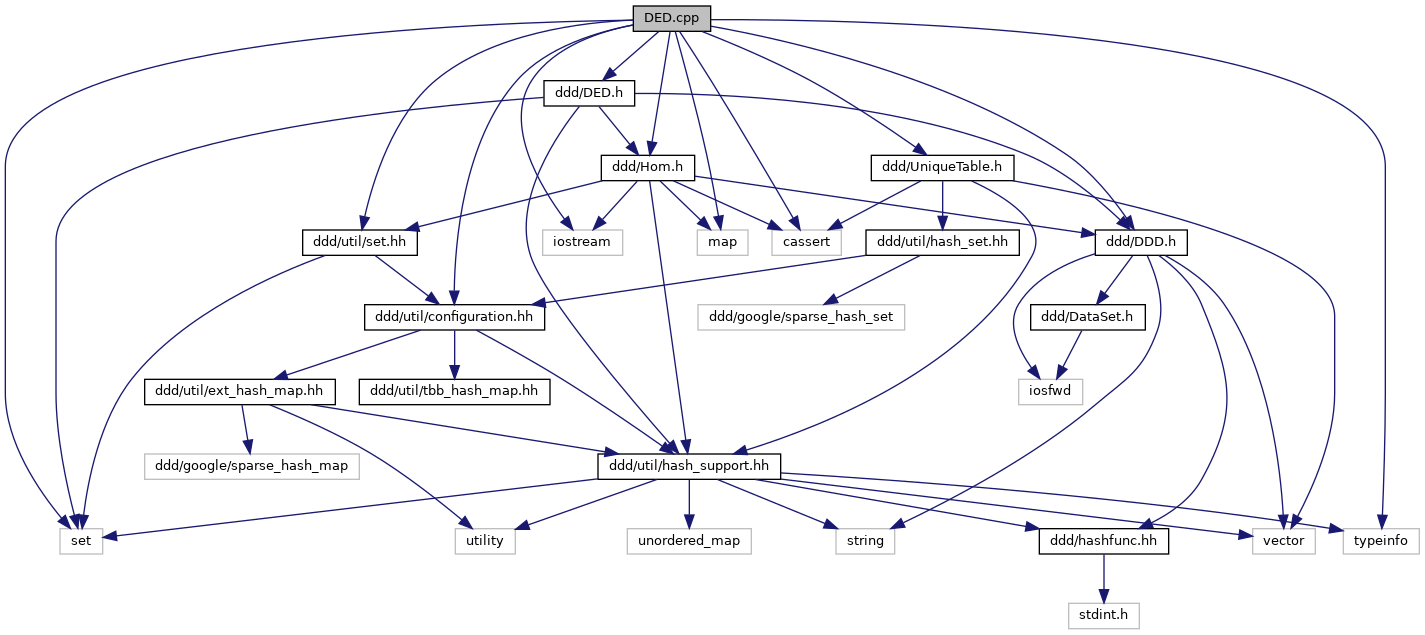 DED.cpp
ddd/DED.h
ddd/Hom.h
ddd/UniqueTable.h
ddd/util/set.hh
iostream
map
cassert
ddd/util/hash_set.hh
ddd/DDD.h
ddd/util/configuration.hh
ddd/google/sparse_hash_set
ddd/DataSet.h
ddd/util/ext_hash_map.hh
ddd/util/tbb_hash_map.hh
iosfwd
ddd/google/sparse_hash_map
ddd/util/hash_support.hh
set
utility
unordered_map
string
ddd/hashfunc.hh
vector
typeinfo
stdint.h